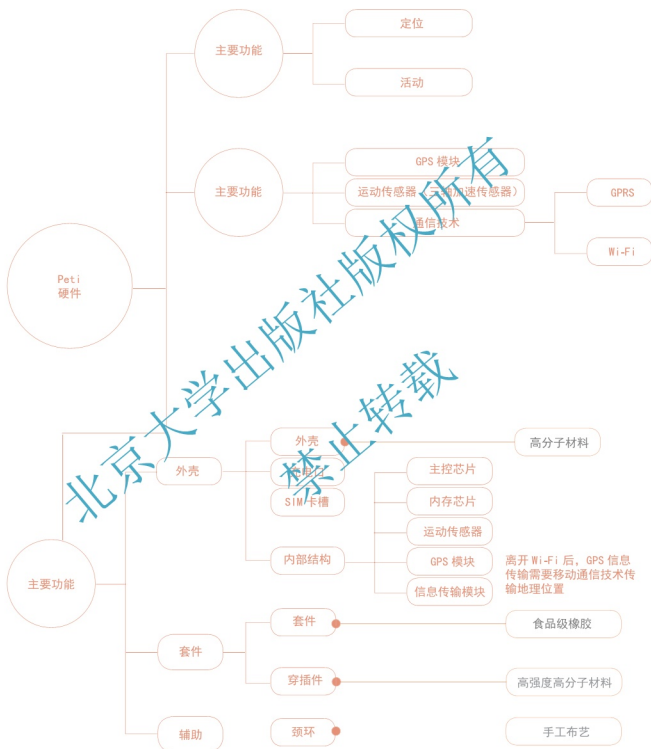 主要功能
定位
活动
主要功能
GPS 模块
运动传感器（三轴加速传感器）
通信技术
GPRS
Wi-Fi
Peti
硬件
北京大学出版社版权所有
禁止转载
外壳
外壳
高分子材料
充电口
SIM 卡槽
主控芯片
内存芯片
运动传感器
内部结构
GPS 模块
信息传输模块
离开 Wi-Fi 后，GPS 信息
传输需要移动通信技术传
输地理位置
主要功能
套件
套件
食品级橡胶
穿插件
高强度高分子材料
辅助
颈环
手工布艺